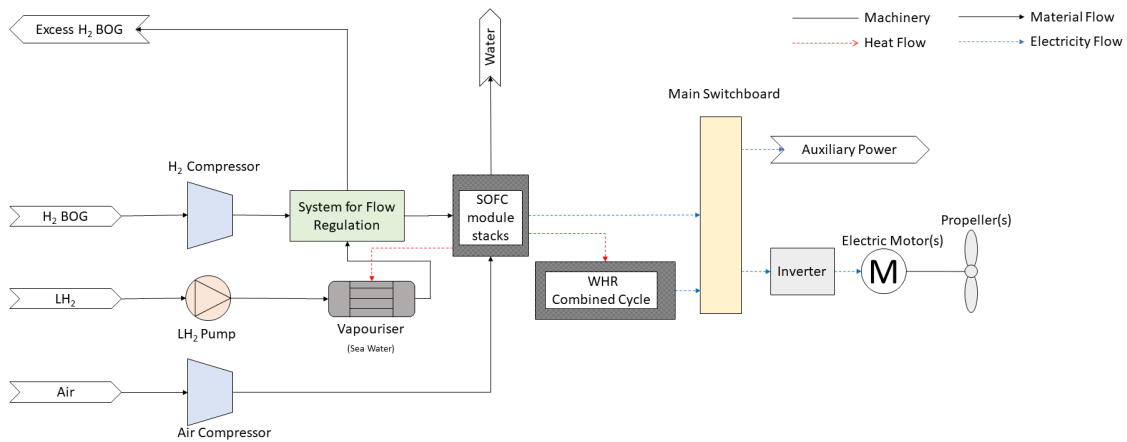 Excess H₂ BOG
Water
Machinery
Material Flow
Heat Flow
Electricity Flow
Main Switchboard
Auxiliary Power
H₂ Compressor
H₂ BOG
System for Flow
Regulation
SOFC
module
stacks
Propeller(s)
Electric Motor(s)
Inverter
M
LH₂
LH₂ Pump
Vapouriser
(Sea Water)
WHR
Combined Cycle
Air
Air Compressor